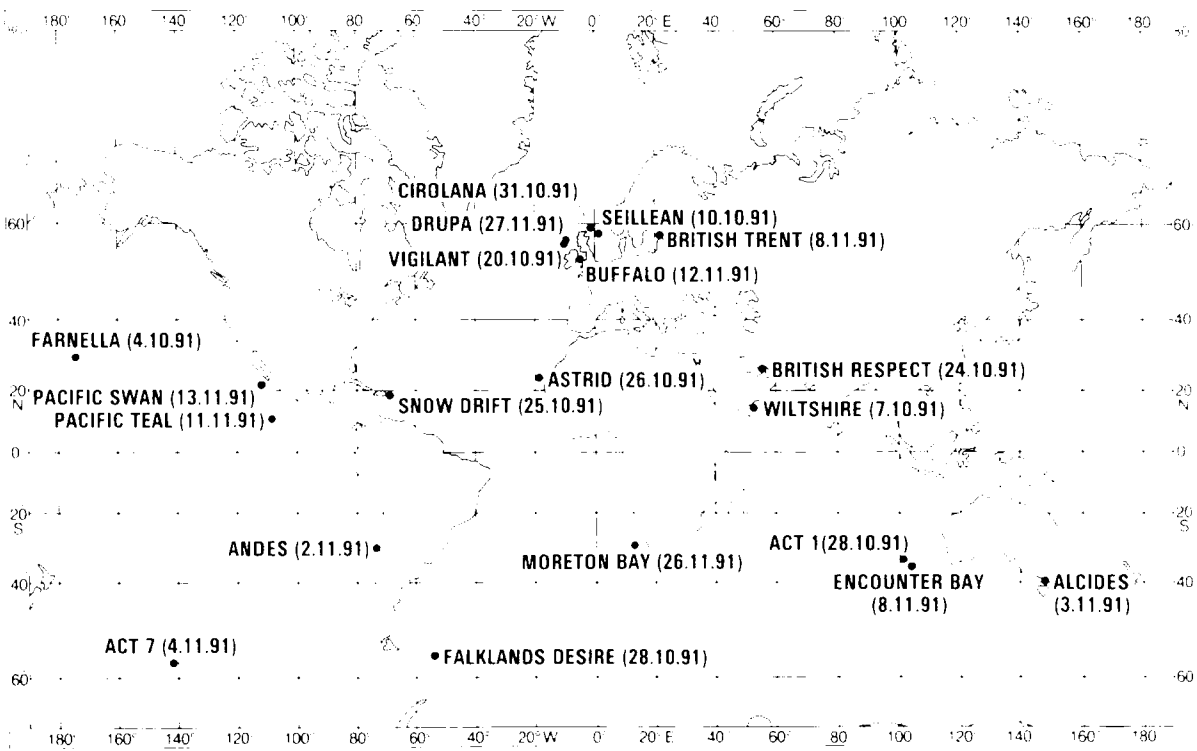 180° 160° 140° 120° 100° 80° 60° 40° 20° W 0° 20° E 40° 60° 80° 100° 120° 140° 160° 180
CIROLANA (31.10.91)
DRUPA (27.11.91)
SEILLEAN (10.10.91)
160° 60
BRITISH TRENT (8.11.91)
VIGILANT (20.10.91)
BUFFALO (12.11.91)
40° 40
FARNELLA (4.10.91)
BRITISH RESPECT (24.10.91)
ASTRID (26.10.91)
20 20
N N
PACIFIC SWAN (13.11.91)
SNOW DRIFT (25.10.91)
WILTSHIRE (7.10.91)
PACIFIC TEAL (11.11.91)
0° 0
20° 20
S S
ANDES (2.11.91)
ACT 1(28.10.91)
MORETON BAY (26.11.91)
40° 40
ENCOUNTER BAY
(8.11.91)
ALCIDES
(3.11.91)
ACT 7 (4.11.91)
FALKLANDS DESIRE (28.10.91)
60° 60
180° 160° 140° 120° 100° 80° 60° 40° 20° W 0° 20° E 40° 60° 80° 100° 120° 140° 160° 180